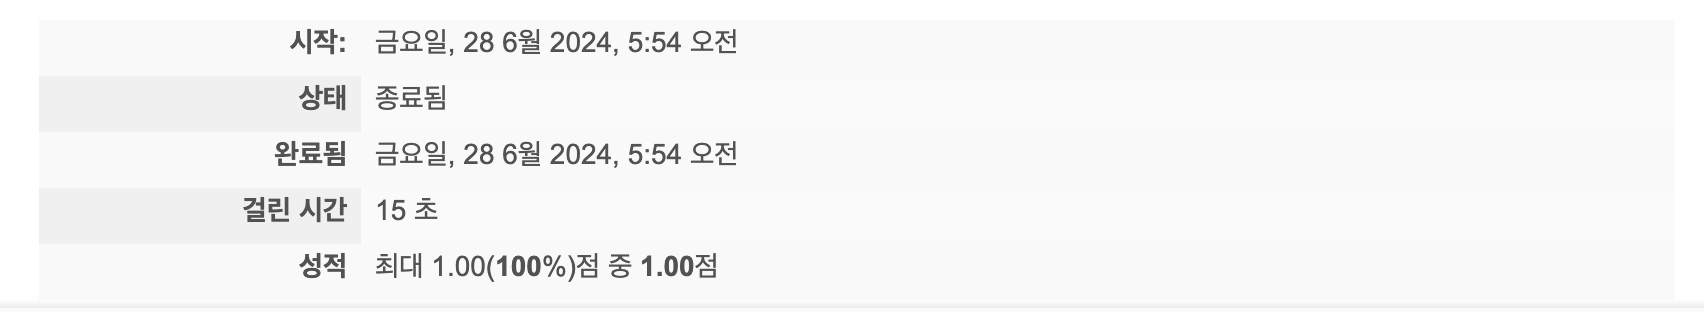 시작: 금요일, 28 6월 2024, 5:54 오전
상태 종료됨
완료됨 금요일, 28 6월 2024, 5:54 오전
걸린 시간 15 초
성적 최대 1.00(100%)점 중 1.00점